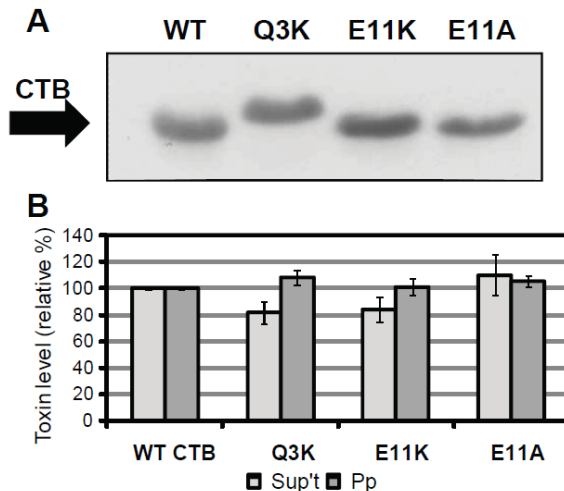 A
WT Q3K E11K E11A
CTB
B
Toxin level (relative %)
140
120
100
80
60
40
20
0
WT CTB Q3K E11K E11A
Sup't Pp